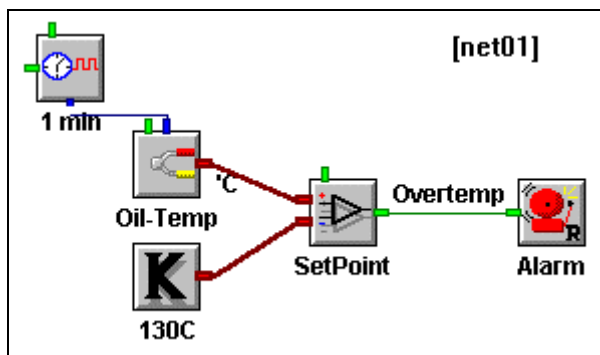 [net01]
1 min
'C
Oil-Temp
Overtemp
SetPoint
R
Alarm
K
130C